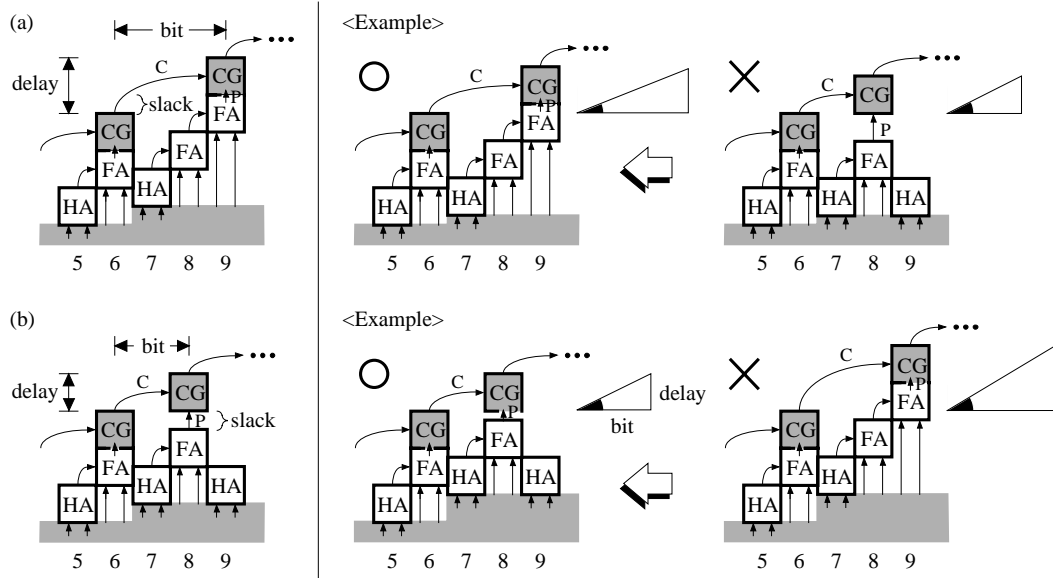 (a)
bit
delay
C
slack
CG
P
CG
FA
FA
FA
HA
HA
5 6 7 8 9
<Example>
C
CG
P
CG
FA
FA
FA
HA
HA
5 6 7 8 9
C
CG
CG
P
FA
FA
HA
HA
HA
5 6 7 8 9
(b)
bit
delay
C
CG
CG
P
slack
FA
FA
HA
HA
HA
5 6 7 8 9
<Example>
C
CG
CG
P
FA
FA
HA
HA
HA
5 6 7 8 9
delay
bit
C
CG
P
CG
FA
FA
FA
HA
HA
5 6 7 8 9